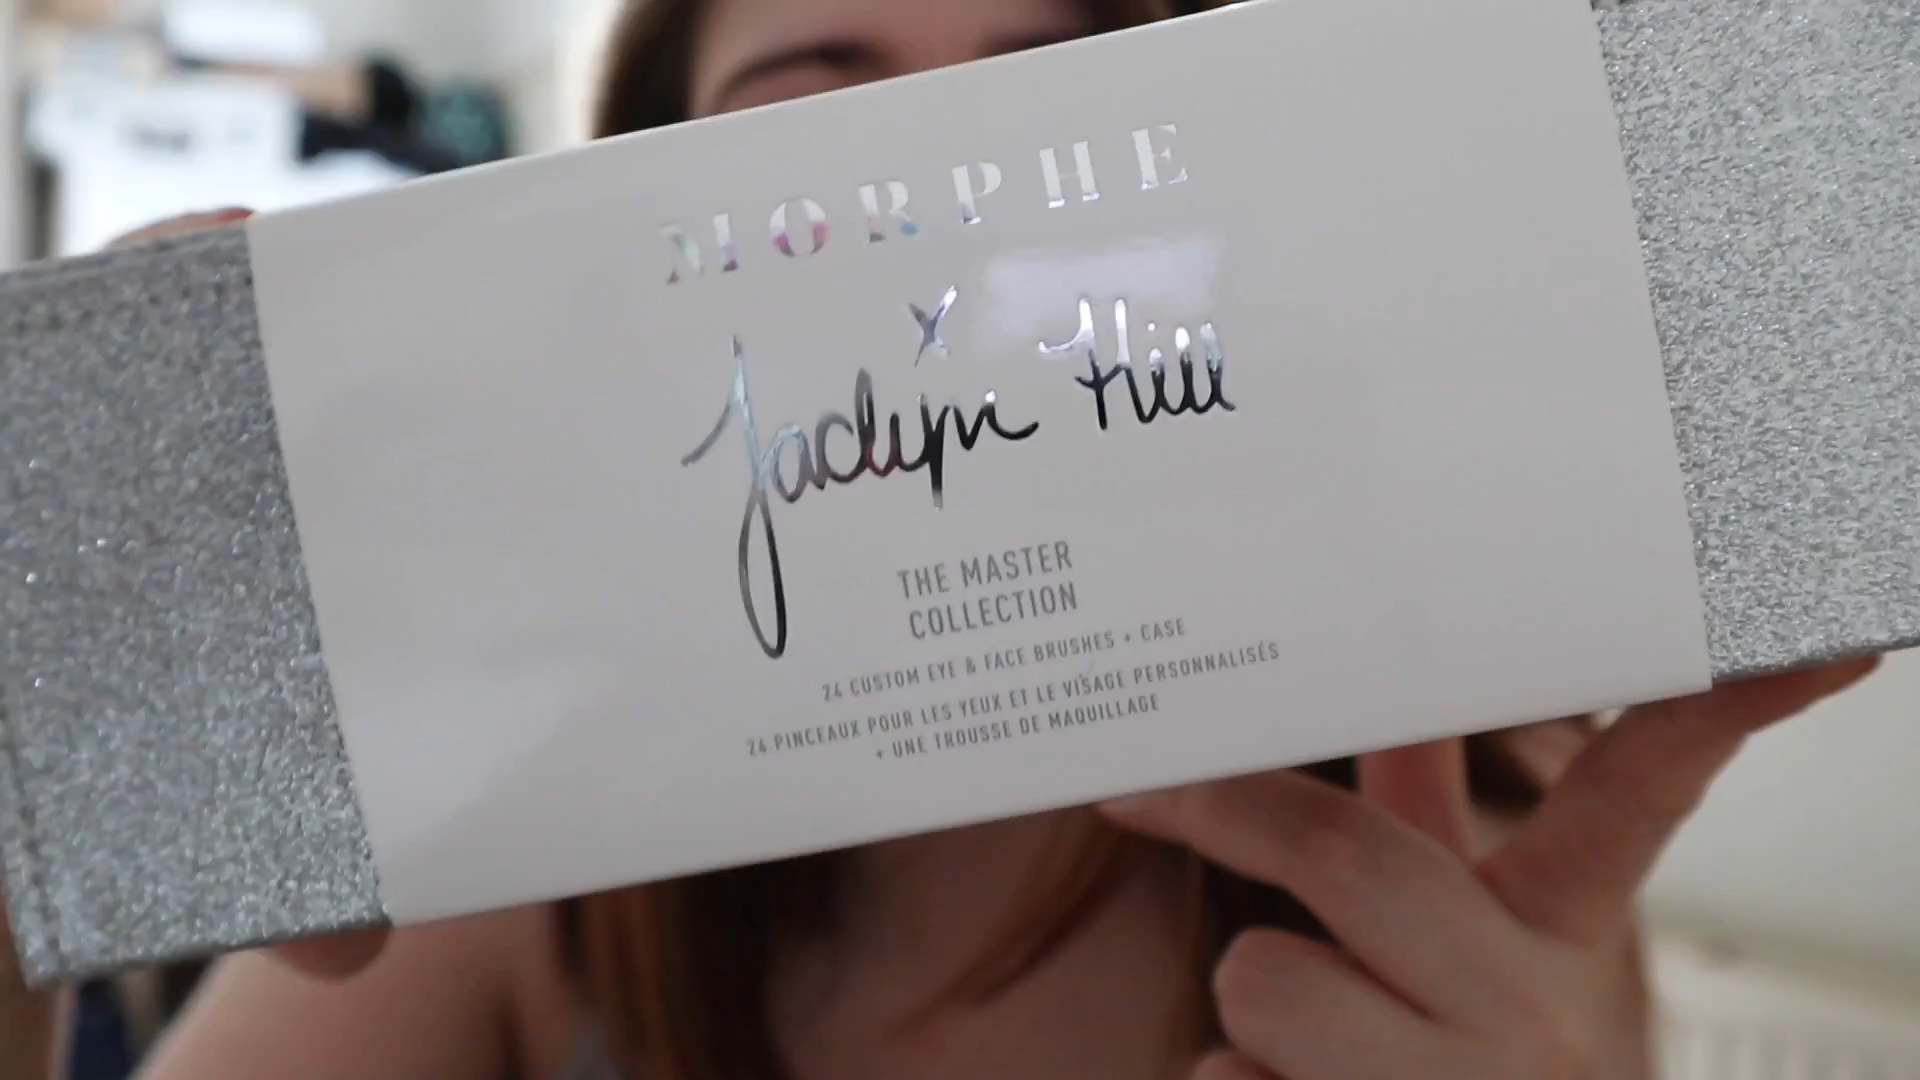 MORPHE
X
Jaclyn Hill
THE MASTER
COLLECTION
24 CUSTOM EYE & FACE BRUSHES + CASE
24 PINCEAUX POUR LES YEUX ET LE VISAGE PERSONNALISÉS
+ UNE TROUSSE DE MAQUILLAGE